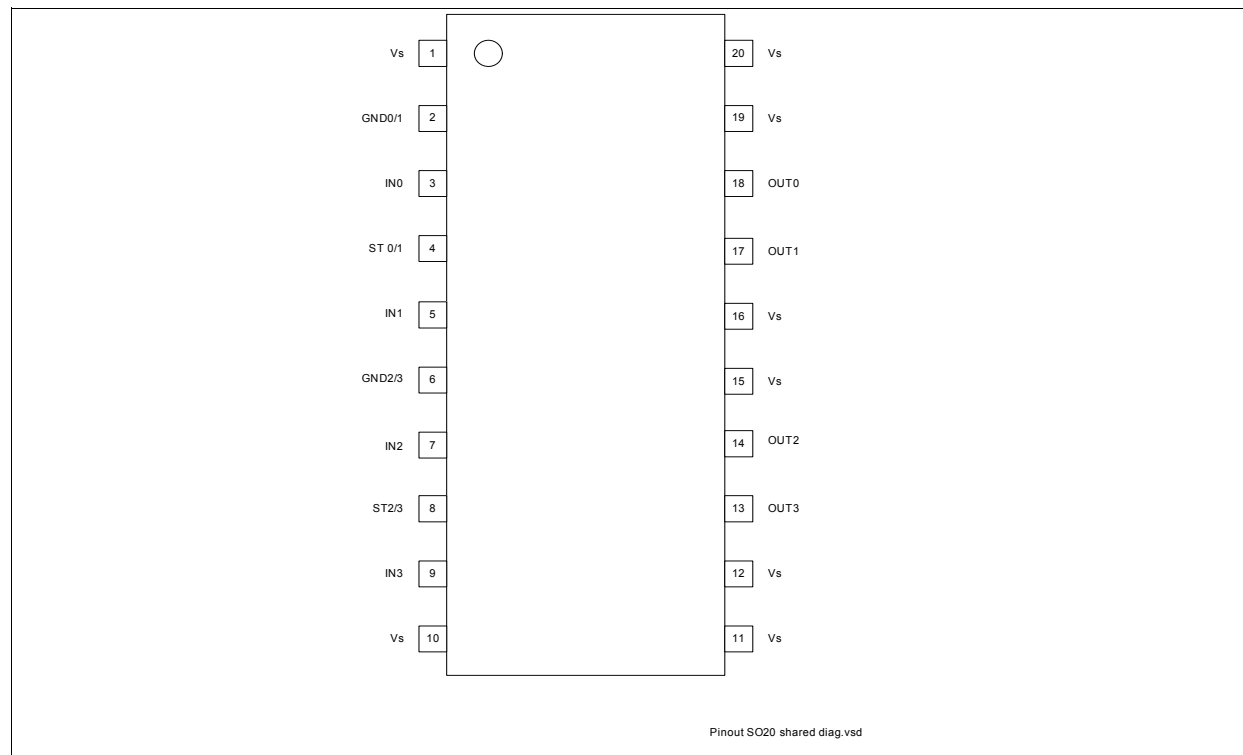 Vs 1 20 Vs
GND0/1 2 19 Vs
IN0 3 18 OUT0
ST 0/1 4 17 OUT1
IN1 5 16 Vs
GND2/3 6 15 Vs
IN2 7 14 OUT2
ST2/3 8 13 OUT3
IN3 9 12 Vs
Vs 10 11 Vs
Pinout SO20 shared diag.vsd